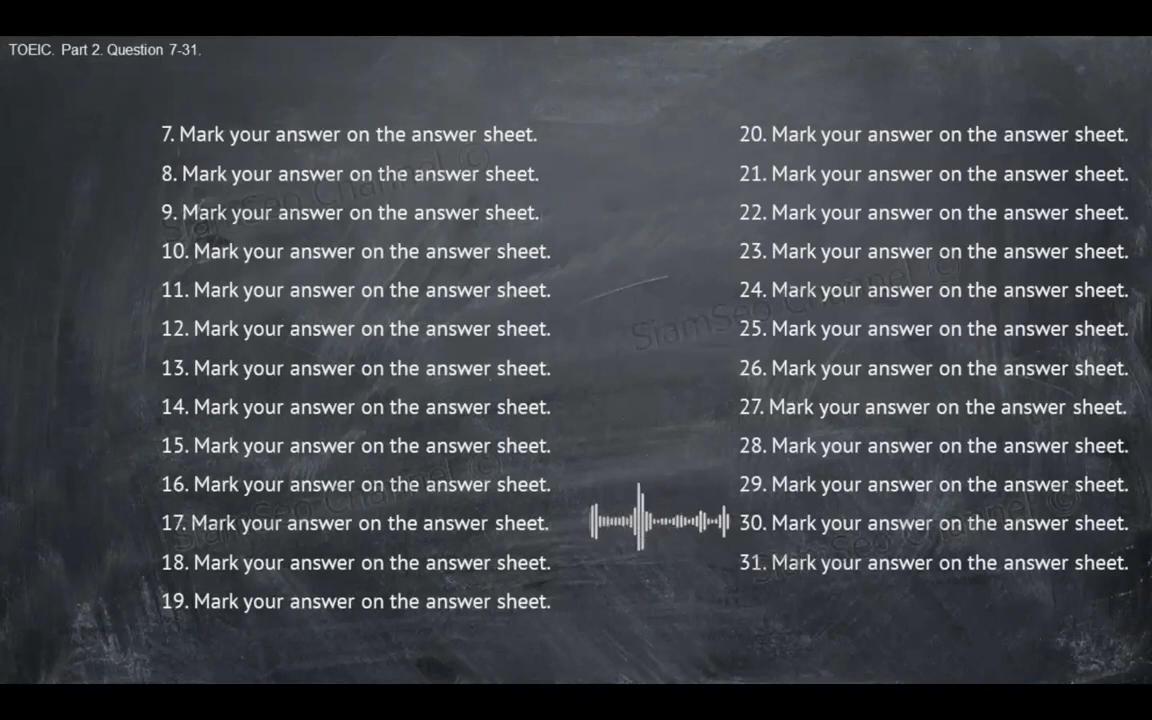 TOEIC. Part 2. Question 7-31.
7. Mark your answer on the answer sheet.
8. Mark your answer on the answer sheet.
9. Mark your answer on the answer sheet.
10. Mark your answer on the answer sheet.
11. Mark your answer on the answer sheet.
12. Mark your answer on the answer sheet.
13. Mark your answer on the answer sheet.
14. Mark your answer on the answer sheet.
15. Mark your answer on the answer sheet.
16. Mark your answer on the answer sheet.
17. Mark your answer on the answer sheet.
18. Mark your answer on the answer sheet.
19. Mark your answer on the answer sheet.
20. Mark your answer on the answer sheet.
21. Mark your answer on the answer sheet.
22. Mark your answer on the answer sheet.
23. Mark your answer on the answer sheet.
24. Mark your answer on the answer sheet.
25. Mark your answer on the answer sheet.
26. Mark your answer on the answer sheet.
27. Mark your answer on the answer sheet.
28. Mark your answer on the answer sheet.
29. Mark your answer on the answer sheet.
30. Mark your answer on the answer sheet.
31. Mark your answer on the answer sheet.
SiamSep Channel ©
SiamSep Channel ©
SiamSep Channel ©
SiamSep Channel ©